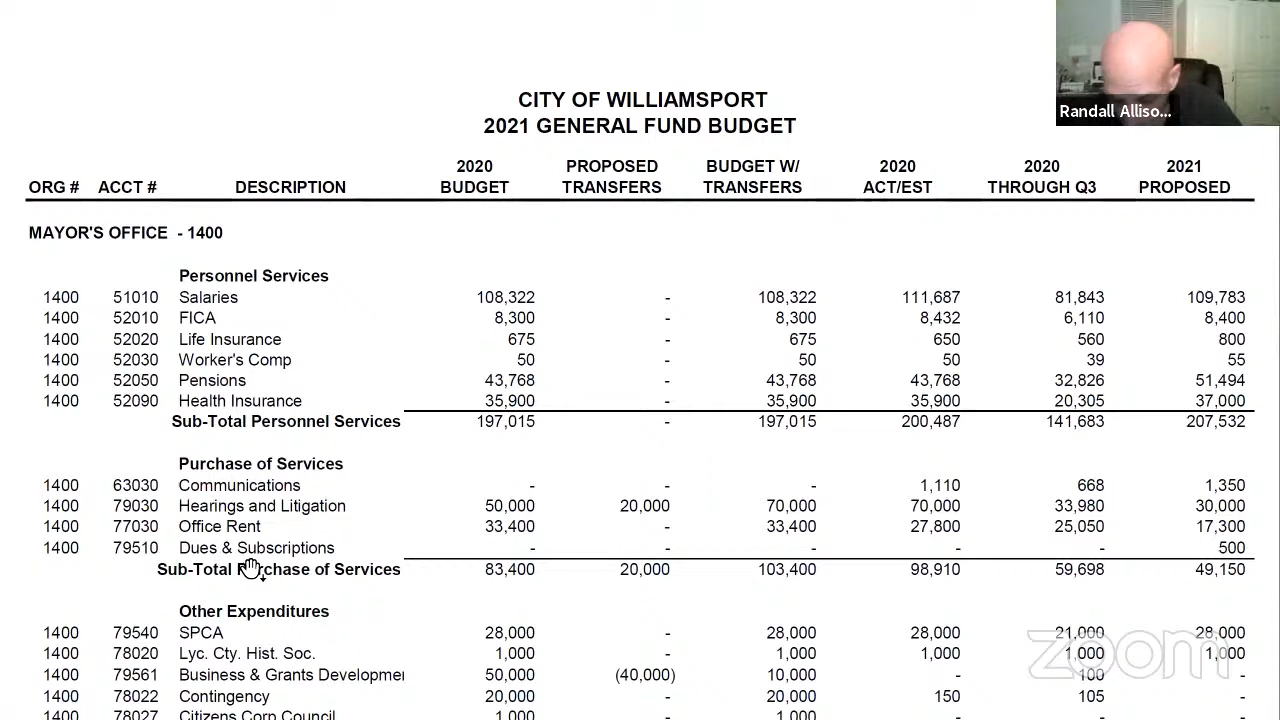 Randall Alliso...
CITY OF WILLIAMSPORT
2021 GENERAL FUND BUDGET
2020 PROPOSED BUDGET W/ 2020 2020 2021
ORG # ACCT # DESCRIPTION BUDGET TRANSFERS TRANSFERS ACT/EST THROUGH Q3 PROPOSED
MAYOR'S OFFICE - 1400
Personnel Services
1400 51010 Salaries 108,322 - 108,322 111,687 81,843 109,783
1400 52010 FICA 8,300 - 8,300 8,432 6,110 8,400
1400 52020 Life Insurance 675 - 675 650 560 800
1400 52030 Worker's Comp 50 - 50 50 39 55
1400 52050 Pensions 43,768 - 43,768 43,768 32,826 51,494
1400 52090 Health Insurance 35,900 - 35,900 35,900 20,305 37,000
Sub-Total Personnel Services 197,015 - 197,015 200,487 141,683 207,532
Purchase of Services
1400 63030 Communications - - - 1,110 668 1,350
1400 79030 Hearings and Litigation 50,000 20,000 70,000 70,000 33,980 30,000
1400 77030 Office Rent 33,400 - 33,400 27,800 25,050 17,300
1400 79510 Dues & Subscriptions - - - - - 500
Sub-Total Purchase of Services 83,400 20,000 103,400 98,910 59,698 49,150
Other Expenditures
1400 79540 SPCA 28,000 - 28,000 28,000 21,000 28,000
1400 78020 Lyc. Cty. Hist. Soc. 1,000 - 1,000 1,000 1,000 1,000
1400 79561 Business & Grants Developmer 50,000 (40,000) 10,000 - 100 -
1400 78022 Contingency 20,000 - 20,000 150 105 -
1400 78027 Citizens Corp Council 1,000 - 1,000 - - -
zoom